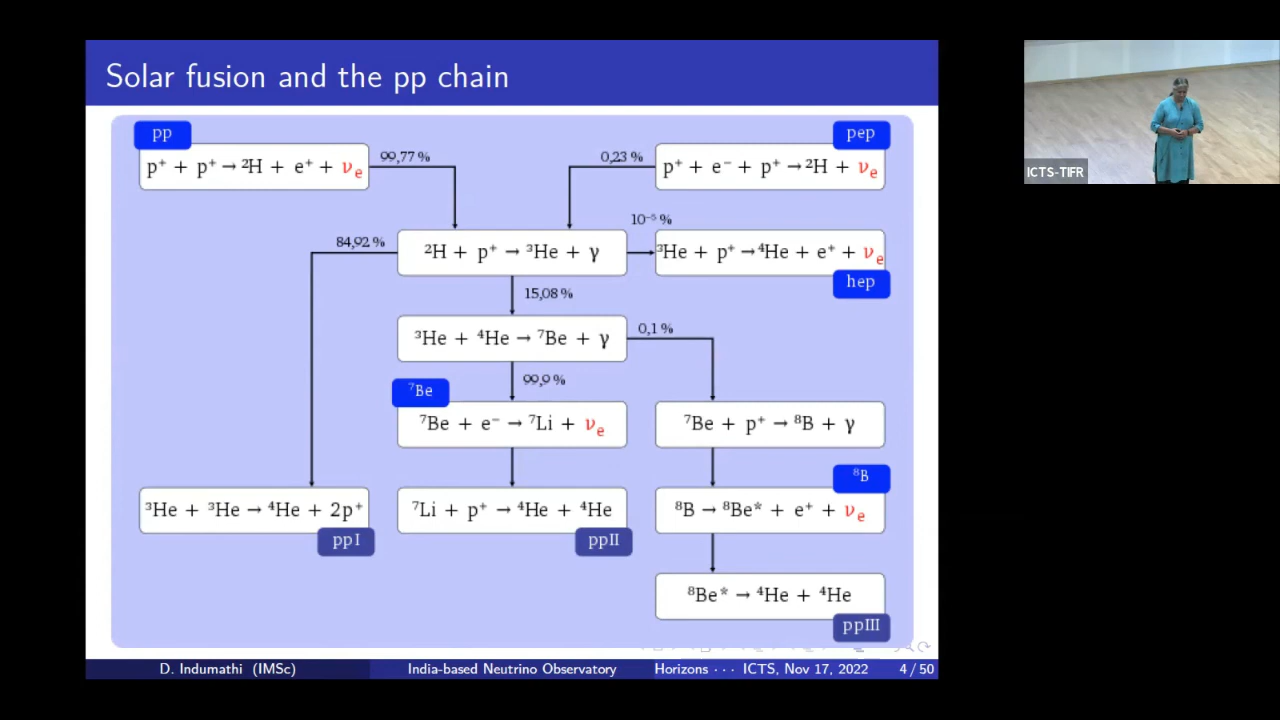 Solar fusion and the pp chain
pp
p⁺ + p⁺ → ²H + e⁺ + νₑ
99,77 %
pep
0,23 %
p⁺ + e⁻ + p⁺ → ²H + νₑ
84,92 %
²H + p⁺ → ³He + γ
10⁻⁵ %
³He + p⁺ → ⁴He + e⁺ + νₑ
hep
15,08 %
³He + ⁴He → ⁷Be + γ
0,1 %
99,9 %
⁷Be
⁷Be + e⁻ → ⁷Li + νₑ
⁷Be + p⁺ → ⁸B + γ
⁸B
³He + ³He → ⁴He + 2p⁺
ppI
⁷Li + p⁺ → ⁴He + ⁴He
ppII
⁸B → ⁸Be* + e⁺ + νₑ
⁸Be* → ⁴He + ⁴He
ppIII
D. Indumathi (IMSc) India-based Neutrino Observatory Horizons · · · ICTS, Nov 17, 2022 4 / 50
ICTS-TIFR